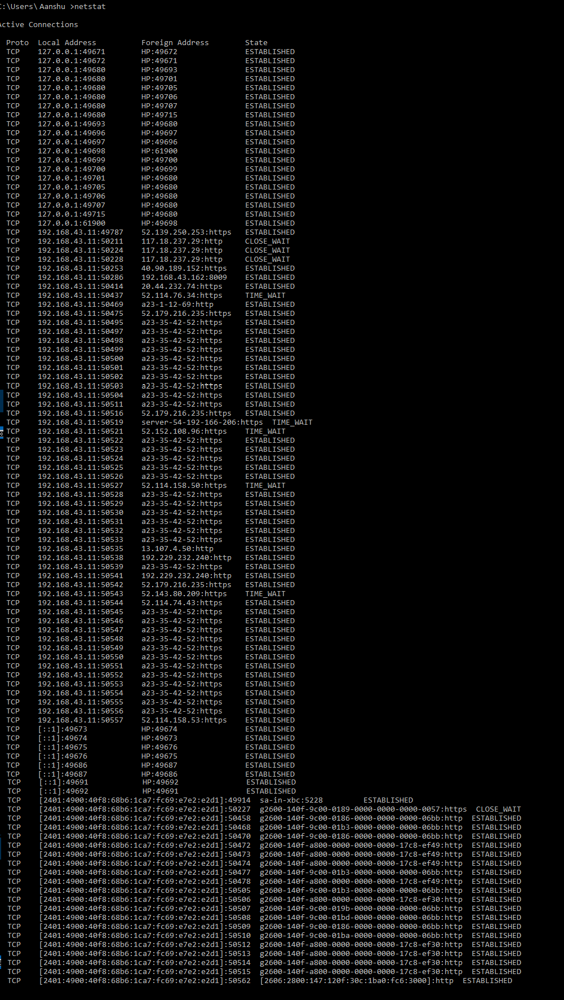 C:\Users\ Aanshu >netstat
Active Connections
Proto  Local Address          Foreign Address        State
TCP    127.0.0.1:49671        HP:49672               ESTABLISHED
TCP    127.0.0.1:49672        HP:49671               ESTABLISHED
TCP    127.0.0.1:49680        HP:49693               ESTABLISHED
TCP    127.0.0.1:49680        HP:49701               ESTABLISHED
TCP    127.0.0.1:49680        HP:49705               ESTABLISHED
TCP    127.0.0.1:49680        HP:49706               ESTABLISHED
TCP    127.0.0.1:49680        HP:49707               ESTABLISHED
TCP    127.0.0.1:49680        HP:49715               ESTABLISHED
TCP    127.0.0.1:49693        HP:49680               ESTABLISHED
TCP    127.0.0.1:49696        HP:49697               ESTABLISHED
TCP    127.0.0.1:49697        HP:49696               ESTABLISHED
TCP    127.0.0.1:49698        HP:61900               ESTABLISHED
TCP    127.0.0.1:49699        HP:49700               ESTABLISHED
TCP    127.0.0.1:49700        HP:49699               ESTABLISHED
TCP    127.0.0.1:49701        HP:49680               ESTABLISHED
TCP    127.0.0.1:49705        HP:49680               ESTABLISHED
TCP    127.0.0.1:49706        HP:49680               ESTABLISHED
TCP    127.0.0.1:49707        HP:49680               ESTABLISHED
TCP    127.0.0.1:49715        HP:49680               ESTABLISHED
TCP    127.0.0.1:61900        HP:49698               ESTABLISHED
TCP    192.168.43.11:49787    52.139.250.253:https   ESTABLISHED
TCP    192.168.43.11:50211    117.18.237.29:http     CLOSE_WAIT
TCP    192.168.43.11:50224    117.18.237.29:http     CLOSE_WAIT
TCP    192.168.43.11:50228    117.18.237.29:http     CLOSE_WAIT
TCP    192.168.43.11:50253    40.90.189.152:https    ESTABLISHED
TCP    192.168.43.11:50286    192.168.43.162:8009    ESTABLISHED
TCP    192.168.43.11:50414    20.44.232.74:https     ESTABLISHED
TCP    192.168.43.11:50437    52.114.76.34:https     TIME_WAIT
TCP    192.168.43.11:50469    a23-1-12-69:http       ESTABLISHED
TCP    192.168.43.11:50475    52.179.216.235:https   ESTABLISHED
TCP    192.168.43.11:50495    a23-35-42-52:https     ESTABLISHED
TCP    192.168.43.11:50497    a23-35-42-52:https     ESTABLISHED
TCP    192.168.43.11:50498    a23-35-42-52:https     ESTABLISHED
TCP    192.168.43.11:50499    a23-35-42-52:https     ESTABLISHED
TCP    192.168.43.11:50500    a23-35-42-52:https     ESTABLISHED
TCP    192.168.43.11:50501    a23-35-42-52:https     ESTABLISHED
TCP    192.168.43.11:50502    a23-35-42-52:https     ESTABLISHED
TCP    192.168.43.11:50503    a23-35-42-52:https     ESTABLISHED
TCP    192.168.43.11:50504    a23-35-42-52:https     ESTABLISHED
TCP    192.168.43.11:50511    a23-35-42-52:https     ESTABLISHED
TCP    192.168.43.11:50516    52.179.216.235:https   ESTABLISHED
TCP    192.168.43.11:50519    server-54-192-166-206:https  TIME_WAIT
TCP    192.168.43.11:50521    52.152.108.96:https    TIME_WAIT
TCP    192.168.43.11:50522    a23-35-42-52:https     ESTABLISHED
TCP    192.168.43.11:50523    a23-35-42-52:https     ESTABLISHED
TCP    192.168.43.11:50524    a23-35-42-52:https     ESTABLISHED
TCP    192.168.43.11:50525    a23-35-42-52:https     ESTABLISHED
TCP    192.168.43.11:50526    a23-35-42-52:https     ESTABLISHED
TCP    192.168.43.11:50527    52.114.158.50:https    TIME_WAIT
TCP    192.168.43.11:50528    a23-35-42-52:https     ESTABLISHED
TCP    192.168.43.11:50529    a23-35-42-52:https     ESTABLISHED
TCP    192.168.43.11:50530    a23-35-42-52:https     ESTABLISHED
TCP    192.168.43.11:50531    a23-35-42-52:https     ESTABLISHED
TCP    192.168.43.11:50532    a23-35-42-52:https     ESTABLISHED
TCP    192.168.43.11:50533    a23-35-42-52:https     ESTABLISHED
TCP    192.168.43.11:50535    13.107.4.50:http       ESTABLISHED
TCP    192.168.43.11:50538    192.229.232.240:http   ESTABLISHED
TCP    192.168.43.11:50539    a23-35-42-52:https     ESTABLISHED
TCP    192.168.43.11:50541    192.229.232.240:http   ESTABLISHED
TCP    192.168.43.11:50542    52.179.216.235:https   ESTABLISHED
TCP    192.168.43.11:50543    52.143.80.209:https    TIME_WAIT
TCP    192.168.43.11:50544    52.114.74.43:https     ESTABLISHED
TCP    192.168.43.11:50545    a23-35-42-52:https     ESTABLISHED
TCP    192.168.43.11:50546    a23-35-42-52:https     ESTABLISHED
TCP    192.168.43.11:50547    a23-35-42-52:https     ESTABLISHED
TCP    192.168.43.11:50548    a23-35-42-52:https     ESTABLISHED
TCP    192.168.43.11:50549    a23-35-42-52:https     ESTABLISHED
TCP    192.168.43.11:50550    a23-35-42-52:https     ESTABLISHED
TCP    192.168.43.11:50551    a23-35-42-52:https     ESTABLISHED
TCP    192.168.43.11:50552    a23-35-42-52:https     ESTABLISHED
TCP    192.168.43.11:50553    a23-35-42-52:https     ESTABLISHED
TCP    192.168.43.11:50554    a23-35-42-52:https     ESTABLISHED
TCP    192.168.43.11:50555    a23-35-42-52:https     ESTABLISHED
TCP    192.168.43.11:50556    a23-35-42-52:https     ESTABLISHED
TCP    192.168.43.11:50557    52.114.158.53:https    ESTABLISHED
TCP    [::1]:49673            HP:49674               ESTABLISHED
TCP    [::1]:49674            HP:49673               ESTABLISHED
TCP    [::1]:49675            HP:49676               ESTABLISHED
TCP    [::1]:49676            HP:49675               ESTABLISHED
TCP    [::1]:49686            HP:49687               ESTABLISHED
TCP    [::1]:49687            HP:49686               ESTABLISHED
TCP    [::1]:49691            HP:49692               ESTABLISHED
TCP    [::1]:49692            HP:49691               ESTABLISHED
TCP    [2401:4900:40f8:68b6:1ca7:fc69:e7e2:e2d1]:49914  sa-in-xbc:5228         ESTABLISHED
TCP    [2401:4900:40f8:68b6:1ca7:fc69:e7e2:e2d1]:50227  g2600-140f-9c00-0189-0000-0000-0000-0057:https  CLOSE_WAIT
TCP    [2401:4900:40f8:68b6:1ca7:fc69:e7e2:e2d1]:50458  g2600-140f-9c00-0186-0000-0000-0000-06bb:http  ESTABLISHED
TCP    [2401:4900:40f8:68b6:1ca7:fc69:e7e2:e2d1]:50468  g2600-140f-9c00-01b3-0000-0000-0000-06bb:http  ESTABLISHED
TCP    [2401:4900:40f8:68b6:1ca7:fc69:e7e2:e2d1]:50470  g2600-140f-9c00-0186-0000-0000-0000-06bb:http  ESTABLISHED
TCP    [2401:4900:40f8:68b6:1ca7:fc69:e7e2:e2d1]:50472  g2600-140f-a800-0000-0000-0000-17c8-ef49:http  ESTABLISHED
TCP    [2401:4900:40f8:68b6:1ca7:fc69:e7e2:e2d1]:50473  g2600-140f-a800-0000-0000-0000-17c8-ef49:http  ESTABLISHED
TCP    [2401:4900:40f8:68b6:1ca7:fc69:e7e2:e2d1]:50474  g2600-140f-a800-0000-0000-0000-17c8-ef49:http  ESTABLISHED
TCP    [2401:4900:40f8:68b6:1ca7:fc69:e7e2:e2d1]:50477  g2600-140f-9c00-01b3-0000-0000-0000-06bb:http  ESTABLISHED
TCP    [2401:4900:40f8:68b6:1ca7:fc69:e7e2:e2d1]:50478  g2600-140f-a800-0000-0000-0000-17c8-ef49:http  ESTABLISHED
TCP    [2401:4900:40f8:68b6:1ca7:fc69:e7e2:e2d1]:50505  g2600-140f-9c00-01b3-0000-0000-0000-06bb:http  ESTABLISHED
TCP    [2401:4900:40f8:68b6:1ca7:fc69:e7e2:e2d1]:50506  g2600-140f-a800-0000-0000-0000-17c8-ef30:http  ESTABLISHED
TCP    [2401:4900:40f8:68b6:1ca7:fc69:e7e2:e2d1]:50507  g2600-140f-9c00-019b-0000-0000-0000-06bb:http  ESTABLISHED
TCP    [2401:4900:40f8:68b6:1ca7:fc69:e7e2:e2d1]:50508  g2600-140f-9c00-01bd-0000-0000-0000-06bb:http  ESTABLISHED
TCP    [2401:4900:40f8:68b6:1ca7:fc69:e7e2:e2d1]:50509  g2600-140f-9c00-0186-0000-0000-0000-06bb:http  ESTABLISHED
TCP    [2401:4900:40f8:68b6:1ca7:fc69:e7e2:e2d1]:50510  g2600-140f-9c00-01ba-0000-0000-0000-06bb:http  ESTABLISHED
TCP    [2401:4900:40f8:68b6:1ca7:fc69:e7e2:e2d1]:50512  g2600-140f-a800-0000-0000-0000-17c8-ef30:http  ESTABLISHED
TCP    [2401:4900:40f8:68b6:1ca7:fc69:e7e2:e2d1]:50513  g2600-140f-a800-0000-0000-0000-17c8-ef30:http  ESTABLISHED
TCP    [2401:4900:40f8:68b6:1ca7:fc69:e7e2:e2d1]:50514  g2600-140f-a800-0000-0000-0000-17c8-ef30:http  ESTABLISHED
TCP    [2401:4900:40f8:68b6:1ca7:fc69:e7e2:e2d1]:50515  g2600-140f-a800-0000-0000-0000-17c8-ef30:http  ESTABLISHED
TCP    [2401:4900:40f8:68b6:1ca7:fc69:e7e2:e2d1]:50562  [2606:2800:147:120f:30c:1ba0:fc6:3000]:http  ESTABLISHED